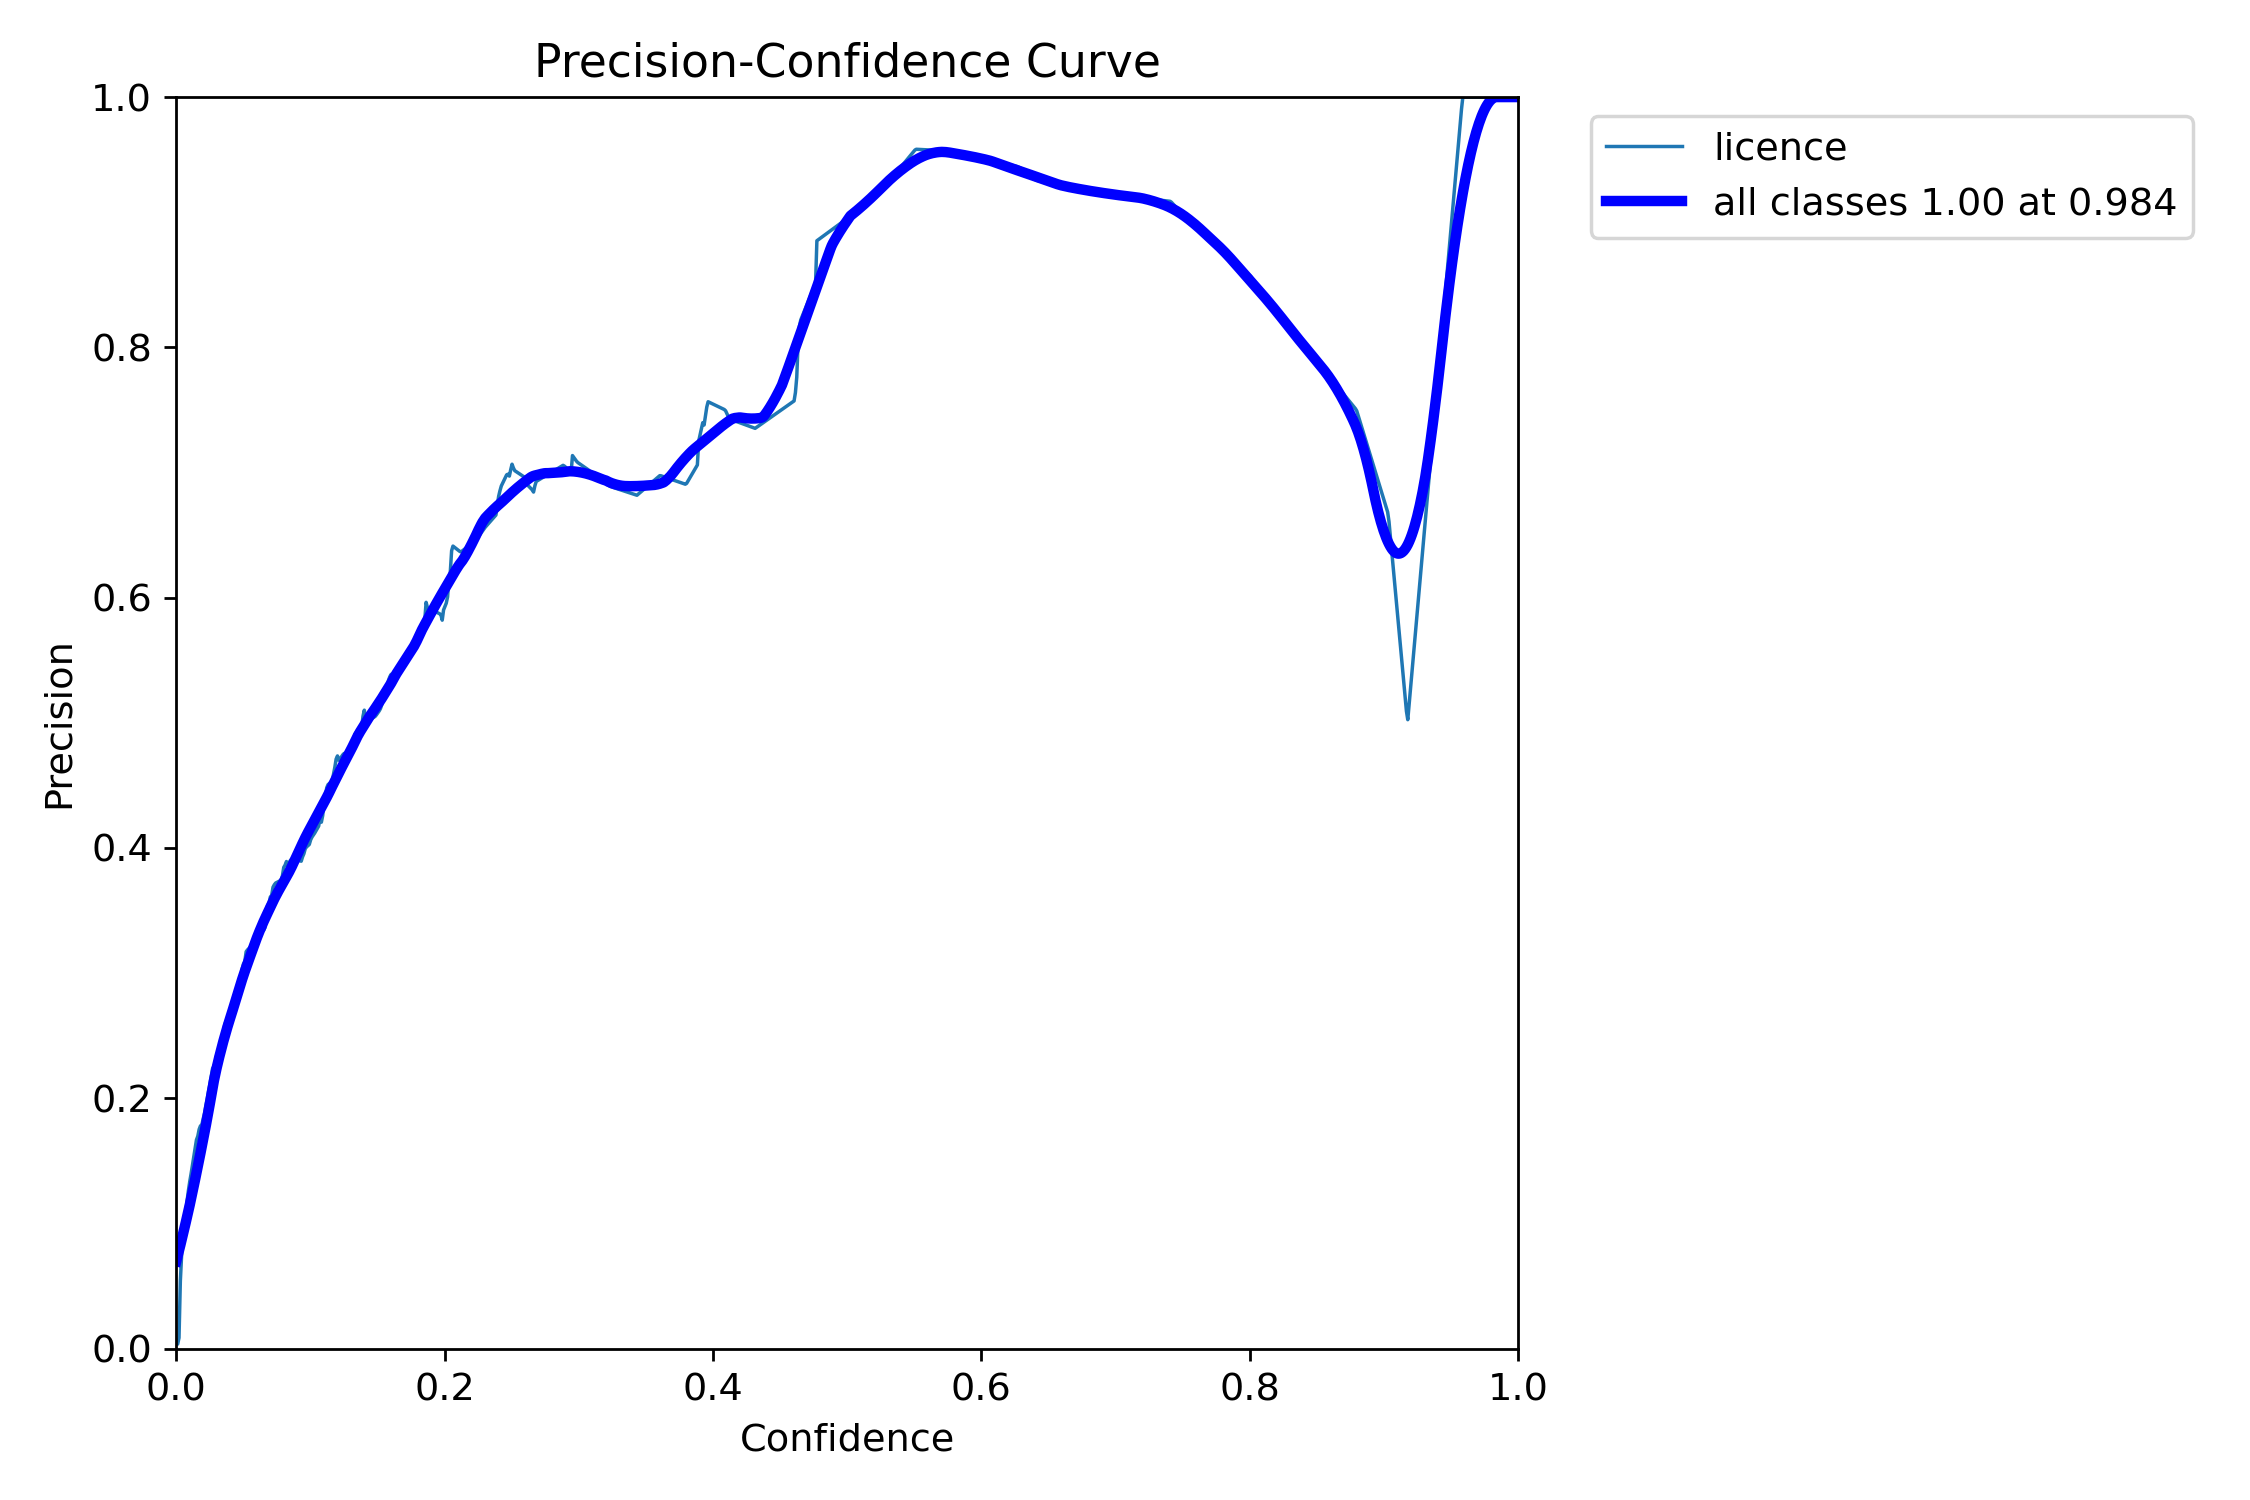 Precision-Confidence Curve
licence
all classes 1.00 at 0.984
Precision
1.0
0.8
0.6
0.4
0.2
0.0
0.0 0.2 0.4 0.6 0.8 1.0
Confidence